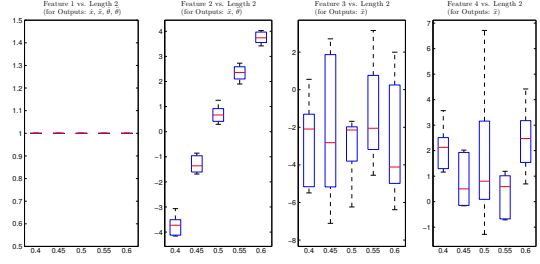 Feature 1 vs. Length 2
(for Outputs: ẋ, ẍ, θ, θ̇)
1.5
1.4
1.3
1.2
1.1
1
0.9
0.8
0.7
0.6
0.5
0.4 0.45 0.5 0.55 0.6
Feature 2 vs. Length 2
(for Outputs: ẍ, θ)
4
3
2
1
0
−1
−2
−3
−4
0.4 0.45 0.5 0.55 0.6
Feature 3 vs. Length 2
(for Outputs: ẍ)
2
0
−2
−4
−6
−8
0.4 0.45 0.5 0.55 0.6
Feature 4 vs. Length 2
(for Outputs: ẍ)
7
6
5
4
3
2
1
0
−1
0.4 0.45 0.5 0.55 0.6